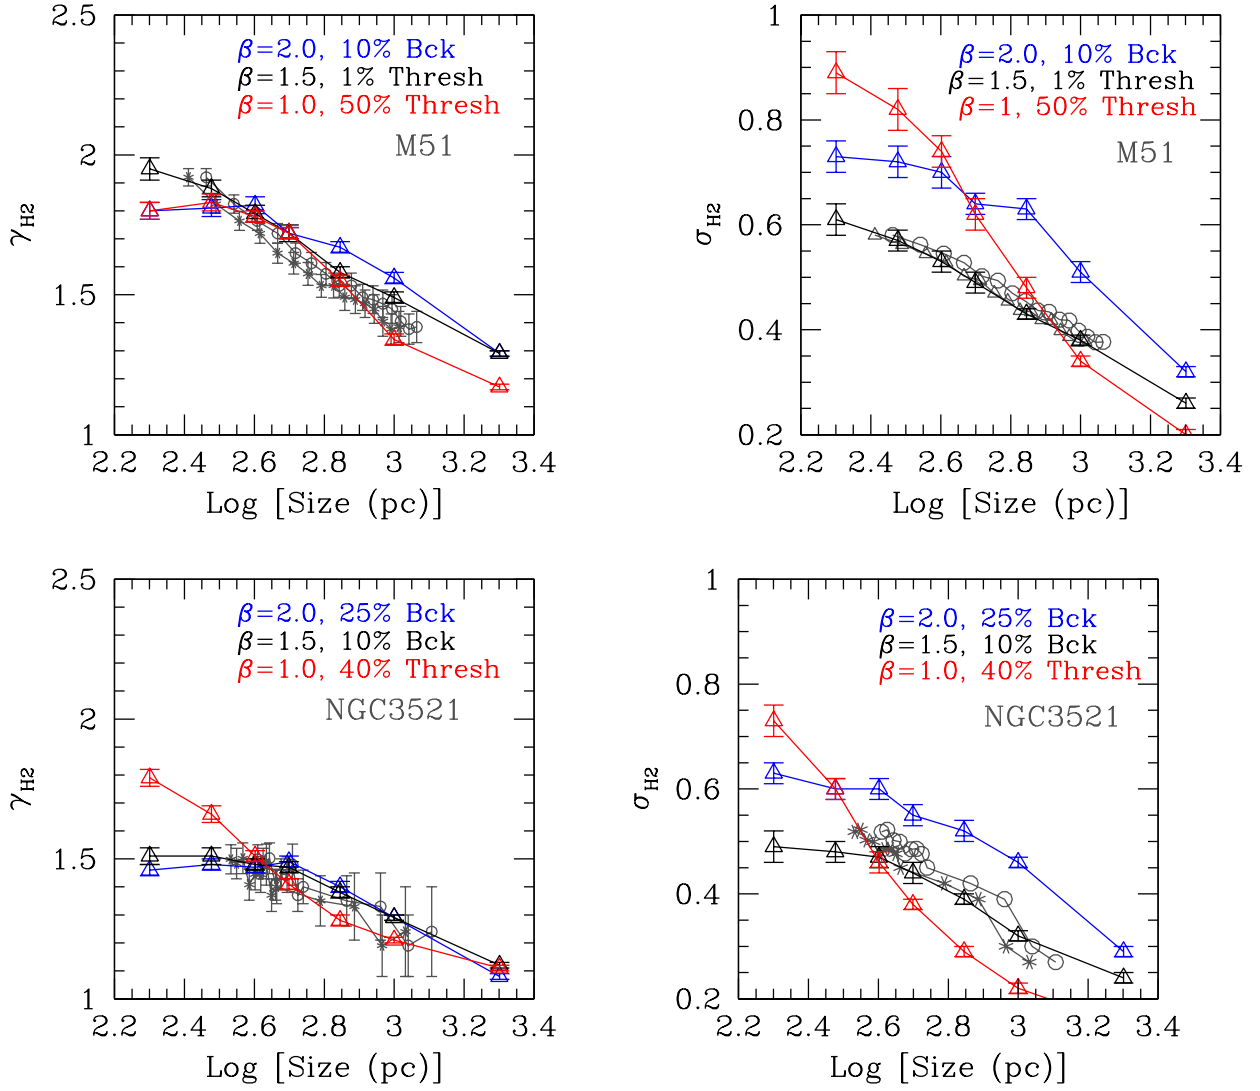 2.5
β=2.0, 10% Bck
β=1.5, 1% Thresh
β=1.0, 50% Thresh
M51
2
1.5
1
γH2
2.2 2.4 2.6 2.8 3 3.2 3.4
Log [Size (pc)]
1
β=2.0, 10% Bck
β=1.5, 1% Thresh
β=1, 50% Thresh
M51
0.8
0.6
0.4
0.2
σH2
2.2 2.4 2.6 2.8 3 3.2 3.4
Log [Size (pc)]
2.5
β=2.0, 25% Bck
β=1.5, 10% Bck
β=1.0, 40% Thresh
NGC3521
2
1.5
1
γH2
2.2 2.4 2.6 2.8 3 3.2 3.4
Log [Size (pc)]
1
β=2.0, 25% Bck
β=1.5, 10% Bck
β=1.0, 40% Thresh
NGC3521
0.8
0.6
0.4
0.2
σH2
2.2 2.4 2.6 2.8 3 3.2 3.4
Log [Size (pc)]